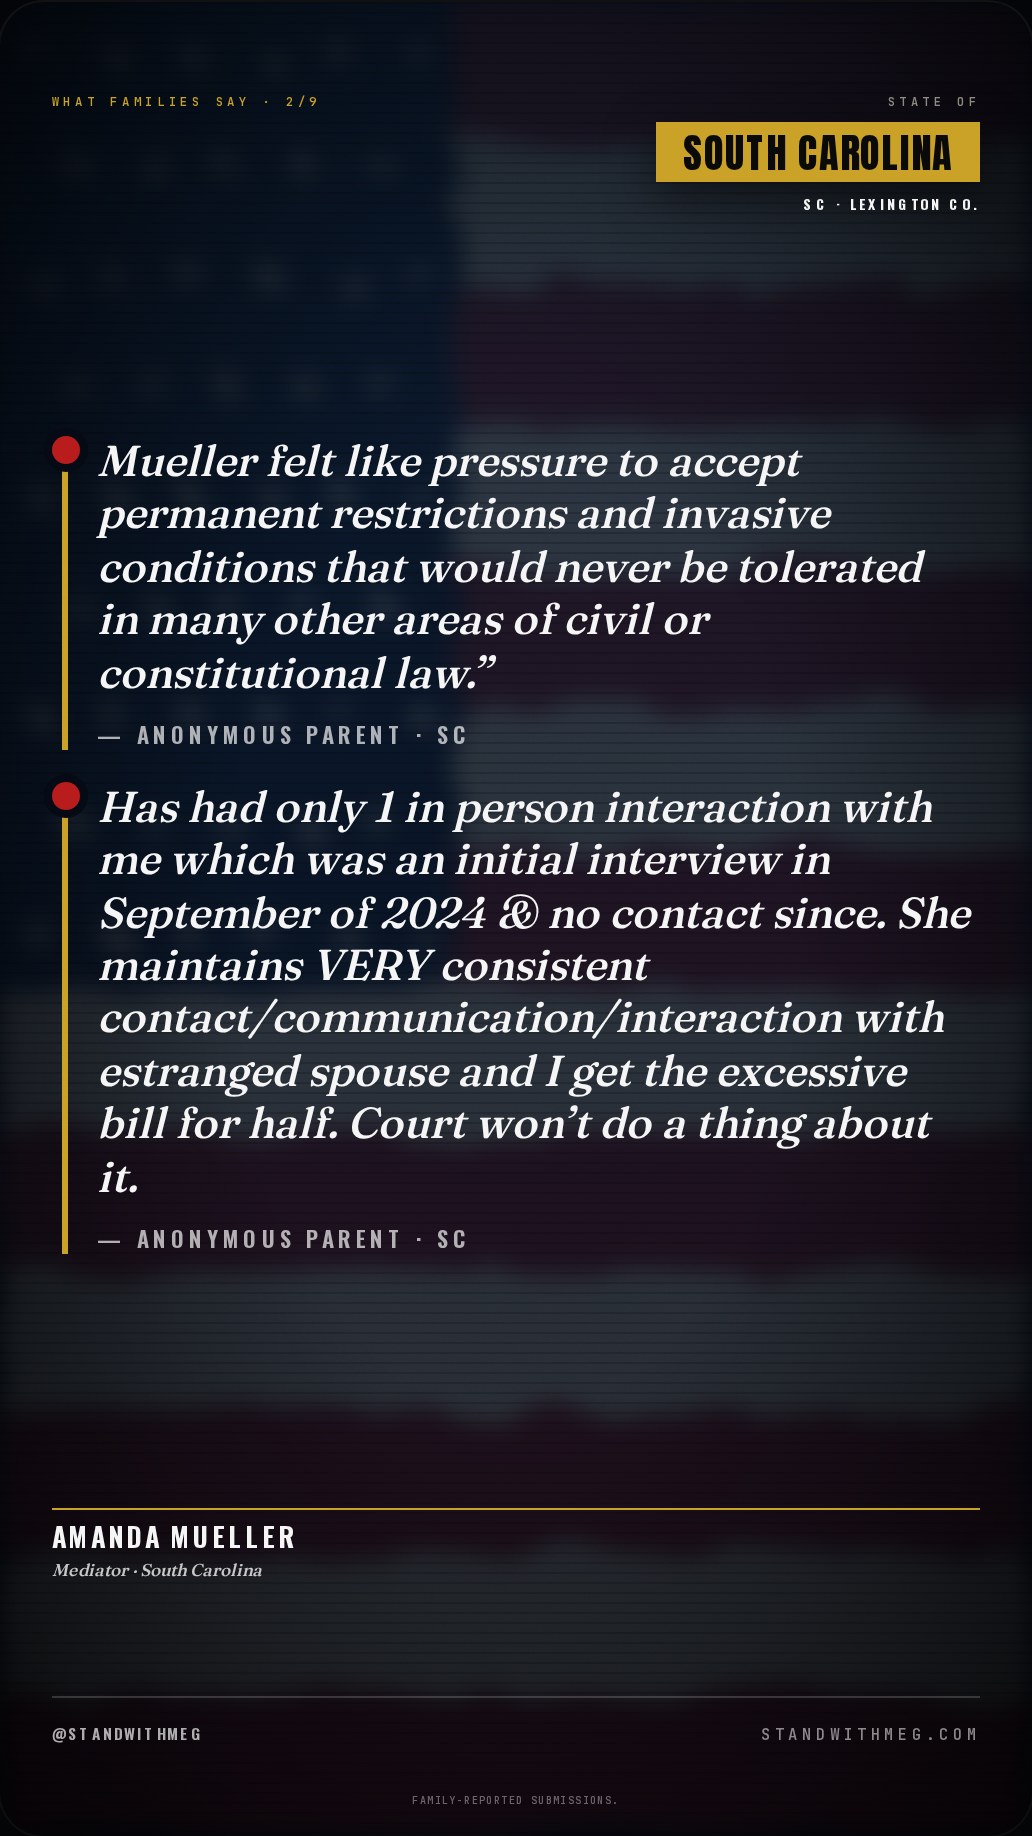 WHAT FAMILIES SAY · 2/9
STATE OF
SOUTH CAROLINA
SC · LEXINGTON CO.
Mueller felt like pressure to accept
permanent restrictions and invasive
conditions that would never be tolerated
in many other areas of civil or
constitutional law.”
— ANONYMOUS PARENT · SC
Has had only 1 in person interaction with
me which was an initial interview in
September of 2024 & no contact since. She
maintains VERY consistent
contact/communication/interaction with
estranged spouse and I get the excessive
bill for half. Court won’t do a thing about
it.
— ANONYMOUS PARENT · SC
AMANDA MUELLER
Mediator · South Carolina
@STANDWITHMEG
STANDWITHMEG.COM
FAMILY-REPORTED SUBMISSIONS.